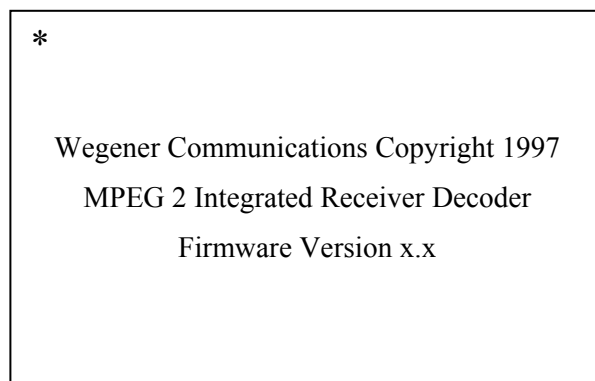 *
Wegener Communications Copyright 1997
MPEG 2 Integrated Receiver Decoder
Firmware Version x.x